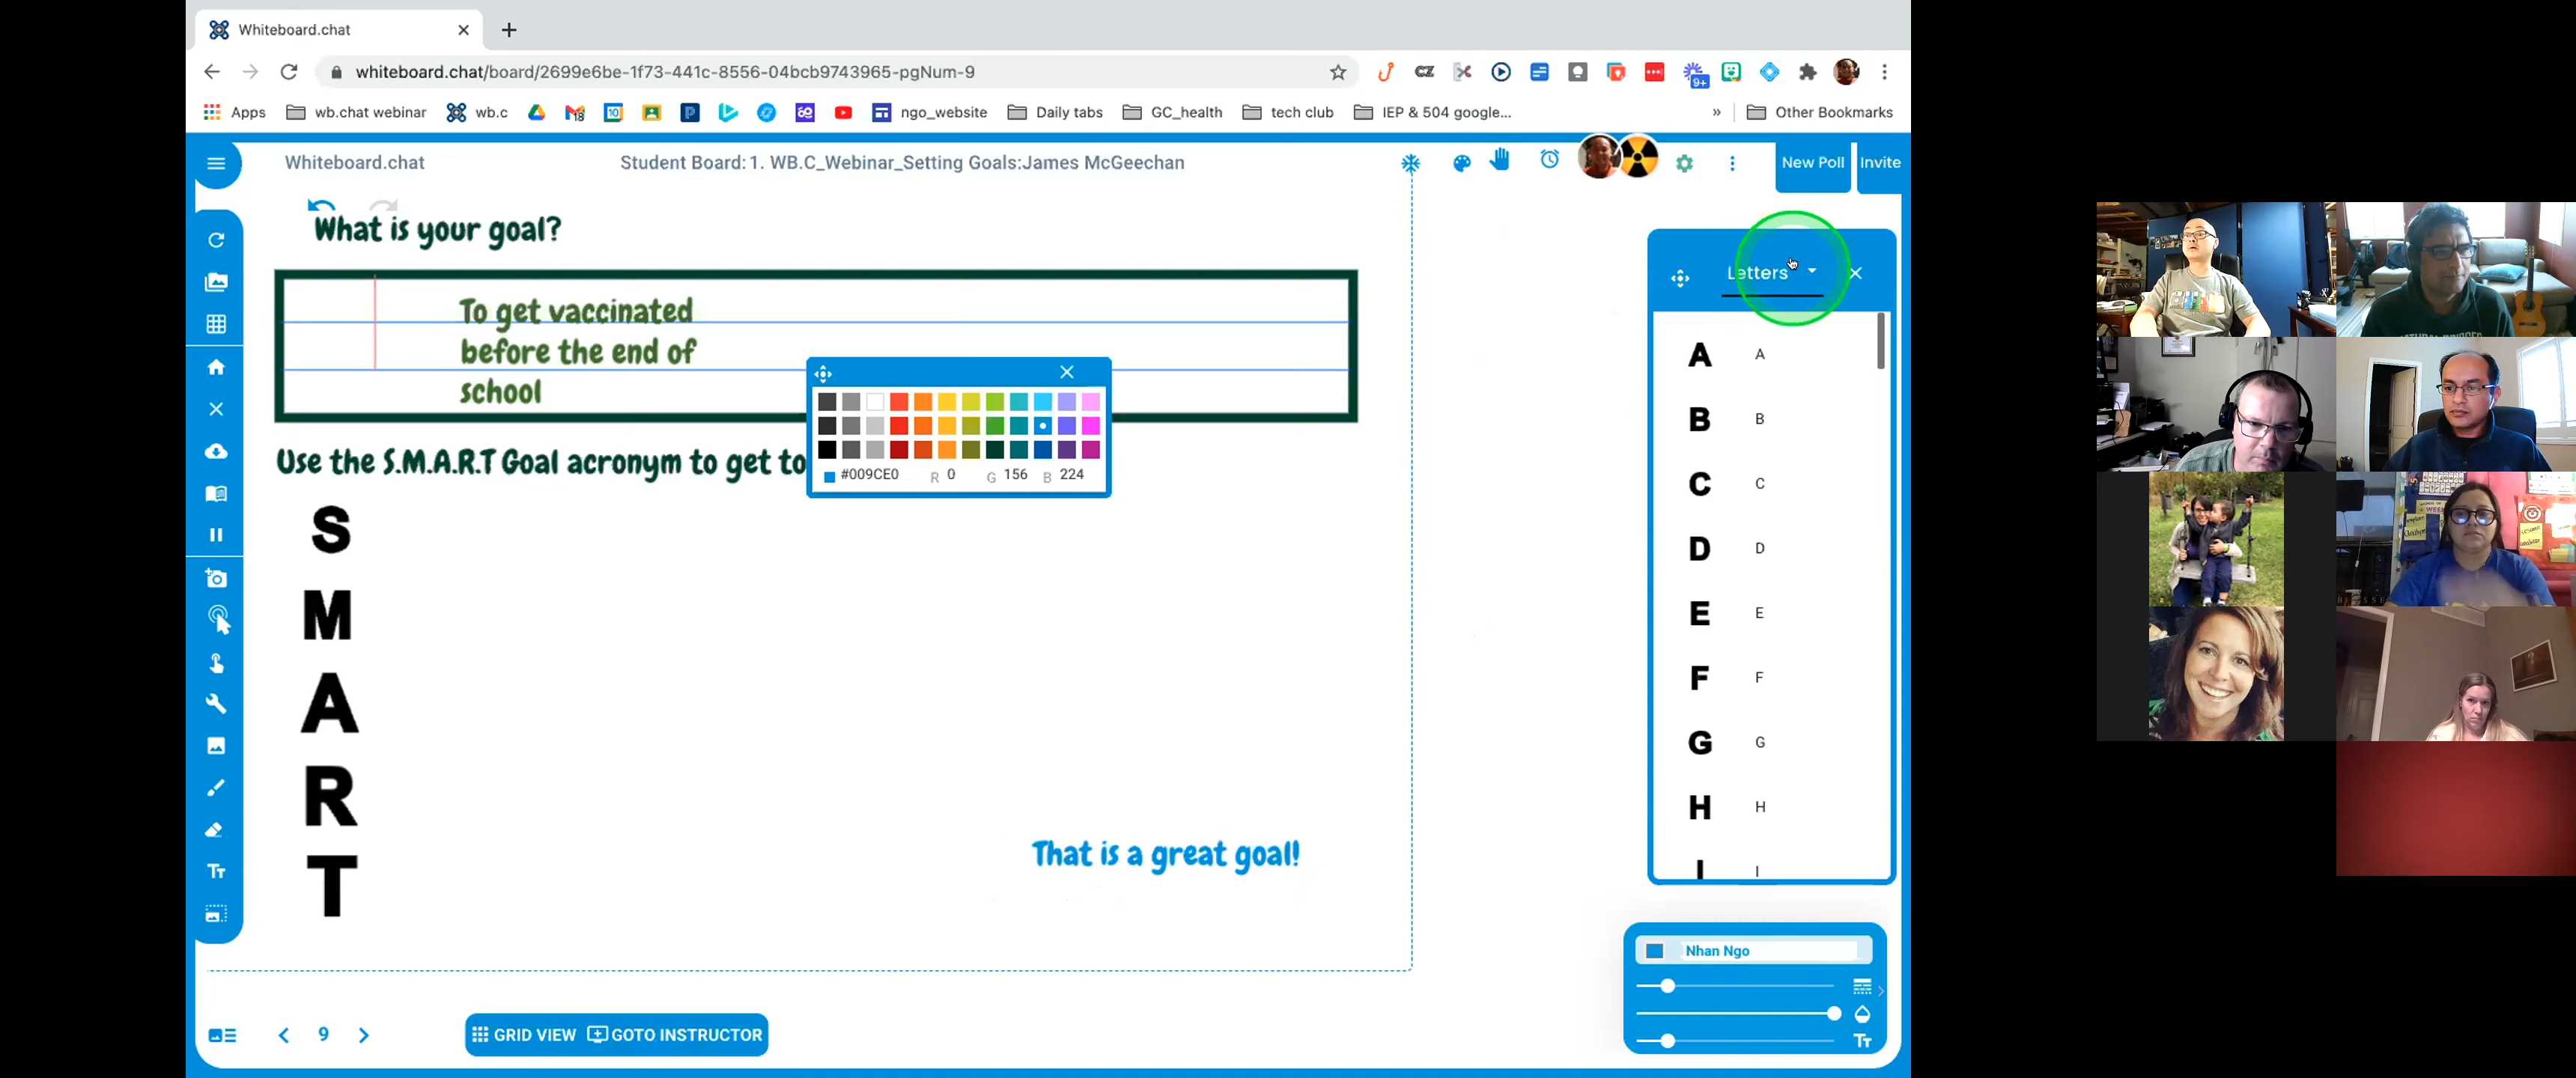 Whiteboard.chat
whiteboard.chat/board/2699e6be-1f73-441c-8556-04bcb9743965-pgNum-9
CZ
9+
Apps
wb.chat webinar
wb.c
ngo_website
Daily tabs
GC_health
tech club
IEP & 504 google...
»
Other Bookmarks
Whiteboard.chat
Student Board: 1. WB.C_Webinar_Setting Goals:James McGeechan
New Poll
Invite
What is your goal?
To get vaccinated
before the end of
school
#009CE0 R 0 G 156 B 224
Use the S.M.A.R.T Goal acronym to get to
S
M
A
R
T
That is a great goal!
Letters
A A
B B
C C
D D
E E
F F
G G
H H
I I
Nhan Ngo
Tт
Tт
9
GRID VIEW
GOTO INSTRUCTOR